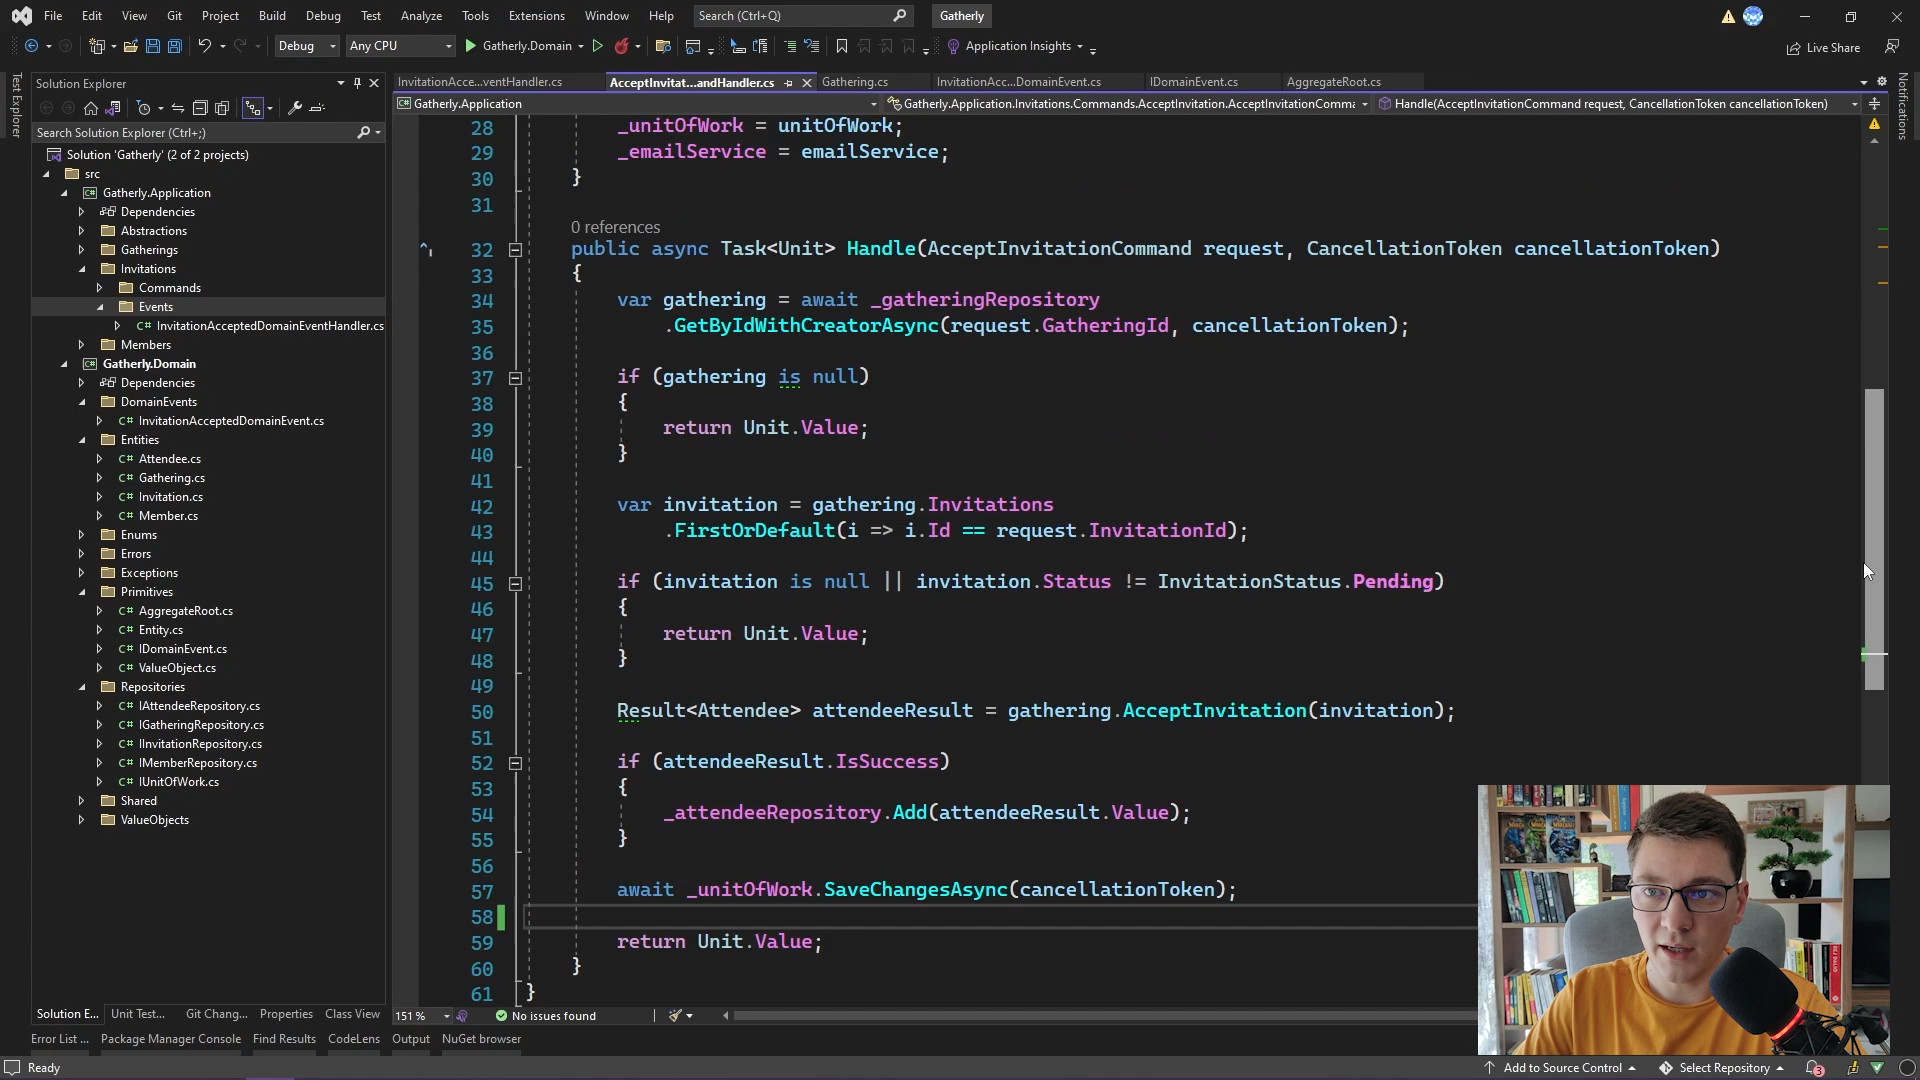 File Edit View Git Project Build Debug Test Analyze Tools Extensions Window Help Search (Ctrl+Q) Gatherly
Debug Any CPU Gatherly.Domain Application Insights Live Share
Test Explorer
Solution Explorer
Search Solution Explorer (Ctrl+;)
Solution 'Gatherly' (2 of 2 projects)
src
Gatherly.Application
Dependencies
Abstractions
Gatherings
Invitations
Commands
Events
C# InvitationAcceptedDomainEventHandler.cs
Members
Gatherly.Domain
Dependencies
DomainEvents
C# InvitationAcceptedDomainEvent.cs
Entities
C# Attendee.cs
C# Gathering.cs
C# Invitation.cs
C# Member.cs
Enums
Errors
Exceptions
Primitives
C# AggregateRoot.cs
C# Entity.cs
C# IDomainEvent.cs
C# ValueObject.cs
Repositories
C# IAttendeeRepository.cs
C# IGatheringRepository.cs
C# IInvitationRepository.cs
C# IMemberRepository.cs
C# IUnitOfWork.cs
Shared
ValueObjects
Solution E... Unit Test... Git Chang... Properties Class View
InvitationAcce...ventHandler.cs AcceptInvitat...andHandler.cs Gathering.cs InvitationAcc...DomainEvent.cs IDomainEvent.cs AggregateRoot.cs
Gatherly.Application Gatherly.Application.Invitations.Commands.AcceptInvitation.AcceptInvitationComma Handle(AcceptInvitationCommand request, CancellationToken cancellationToken)
28 _unitOfWork = unitOfWork;
29 _emailService = emailService;
30 }
31
0 references
32 public async Task<Unit> Handle(AcceptInvitationCommand request, CancellationToken cancellationToken)
33 {
34 var gathering = await _gatheringRepository
35 .GetByIdWithCreatorAsync(request.GatheringId, cancellationToken);
36
37 if (gathering is null)
38 {
39 return Unit.Value;
40 }
41
42 var invitation = gathering.Invitations
43 .FirstOrDefault(i => i.Id == request.InvitationId);
44
45 if (invitation is null || invitation.Status != InvitationStatus.Pending)
46 {
47 return Unit.Value;
48 }
49
50 Result<Attendee> attendeeResult = gathering.AcceptInvitation(invitation);
51
52 if (attendeeResult.IsSuccess)
53 {
54 _attendeeRepository.Add(attendeeResult.Value);
55 }
56
57 await _unitOfWork.SaveChangesAsync(cancellationToken);
58
59 return Unit.Value;
60 }
61 }
151 % No issues found
Notifications
Error List ... Package Manager Console Find Results CodeLens Output NuGet browser
Ready Add to Source Control Select Repository 3